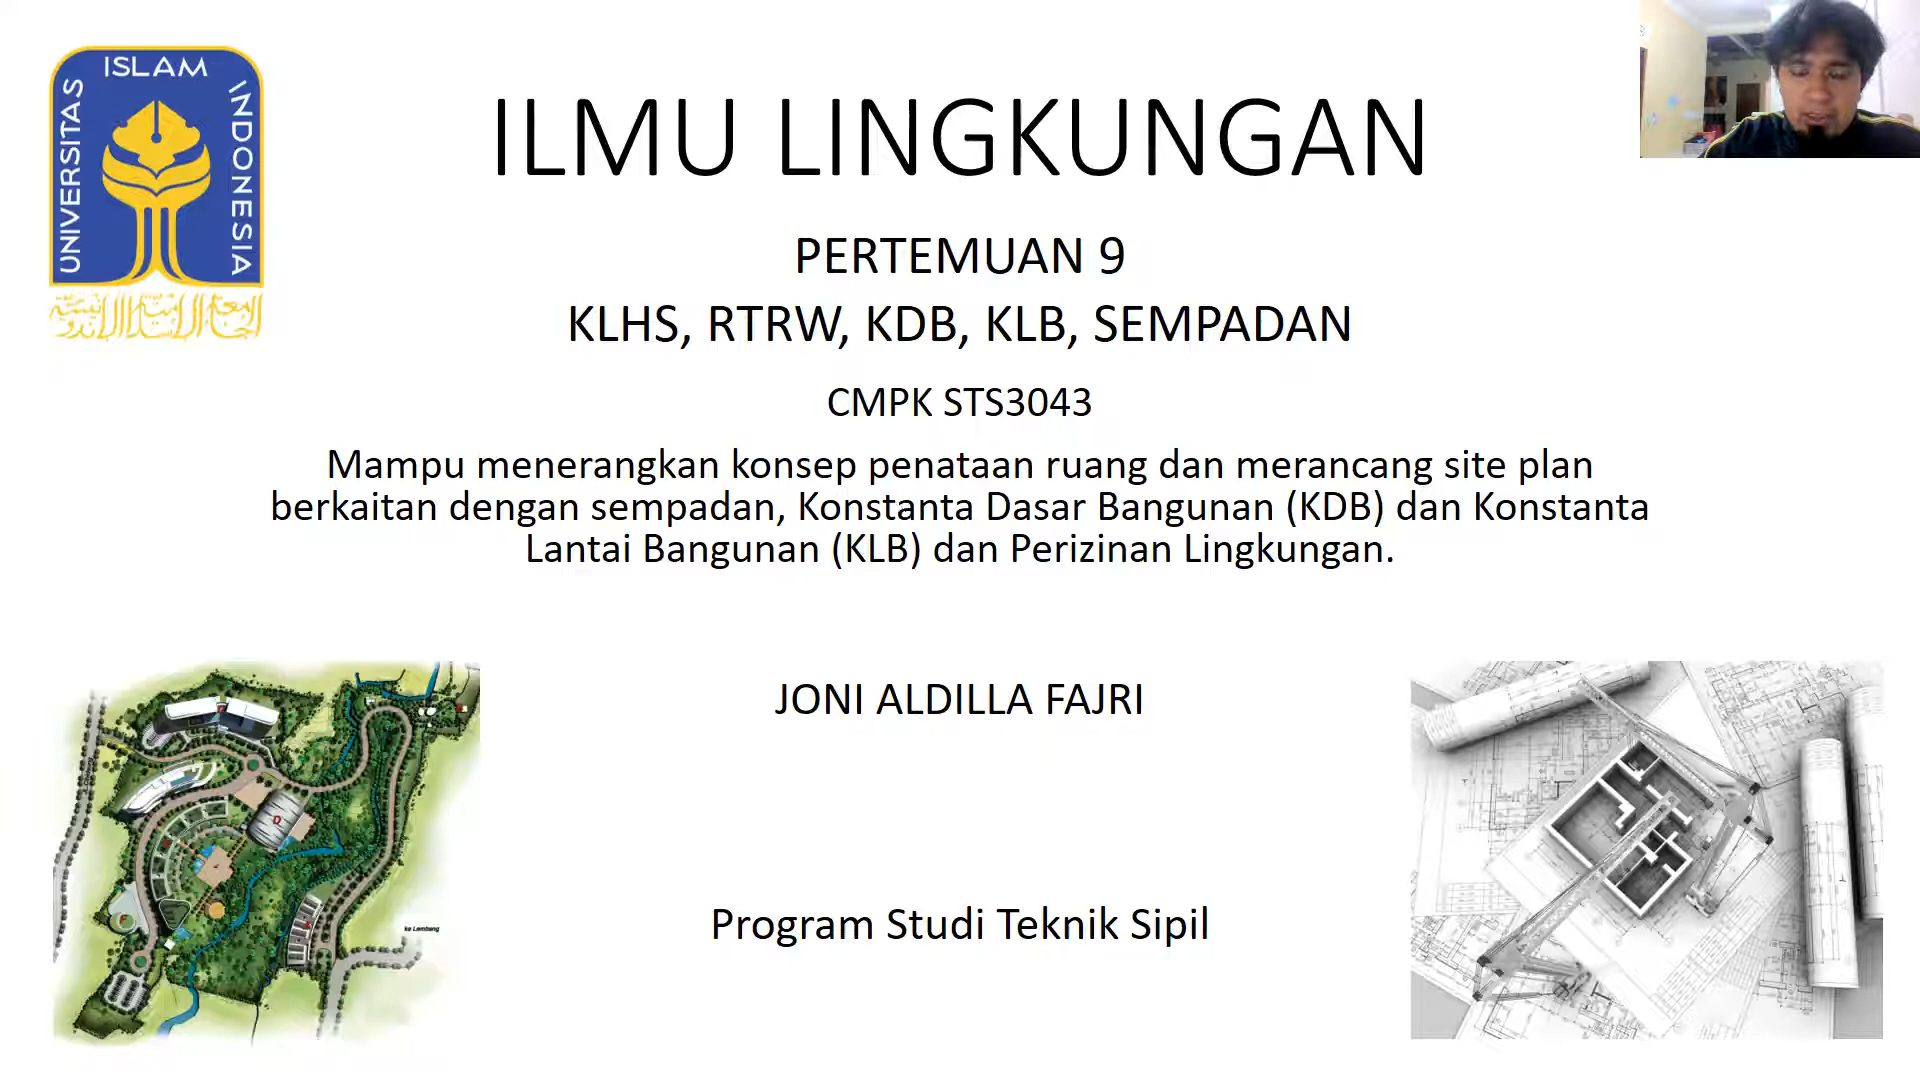 UNIVERSITAS
ISLAM
INDONESIA
ILMU LINGKUNGAN
PERTEMUAN 9
KLHS, RTRW, KDB, KLB, SEMPADAN
CMPK STS3043
Mampu menerangkan konsep penataan ruang dan merancang site plan
berkaitan dengan sempadan, Konstanta Dasar Bangunan (KDB) dan Konstanta
Lantai Bangunan (KLB) dan Perizinan Lingkungan.
JONI ALDILLA FAJRI
D
ke Lembang
Program Studi Teknik Sipil